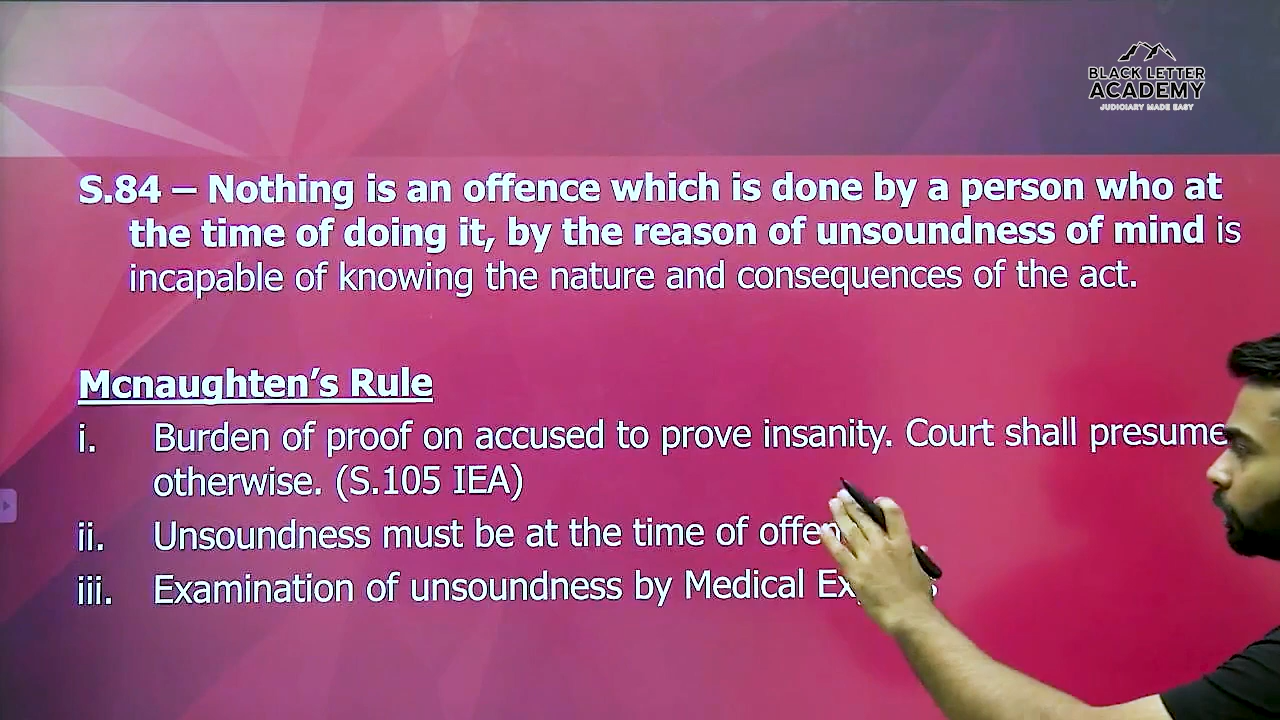 BLACK LETTER
ACADEMY
JUDICIARY MADE EASY
S.84 – Nothing is an offence which is done by a person who at
the time of doing it, by the reason of unsoundness of mind is
incapable of knowing the nature and consequences of the act.
Mcnaughten's Rule
i. Burden of proof on accused to prove insanity. Court shall presume
otherwise. (S.105 IEA)
ii. Unsoundness must be at the time of
iii. Examination of unsoundness by Medical